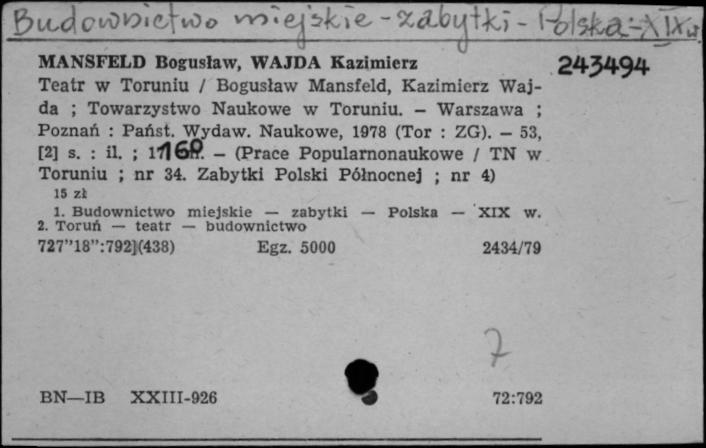 Budownictwo miejskie - zabytki - Polska - XIX w.
MANSFELD Bogusław, WAJDA Kazimierz 243494
Teatr w Toruniu / Bogusław Mansfeld, Kazimierz Waj-
da ; Towarzystwo Naukowe w Toruniu. — Warszawa ;
Poznań : Państ. Wydaw. Naukowe, 1978 (Tor : ZG). — 53,
[2] s. : il. ; 160 — (Prace Popularnonaukowe / TN w
Toruniu ; nr 34. Zabytki Polski Północnej ; nr 4)
15 zł
1. Budownictwo miejskie — zabytki — Polska — XIX w.
2. Toruń — teatr — budownictwo
727"18":792](438) Egz. 5000 2434/79
7
BN—IB XXIII-926 72:792